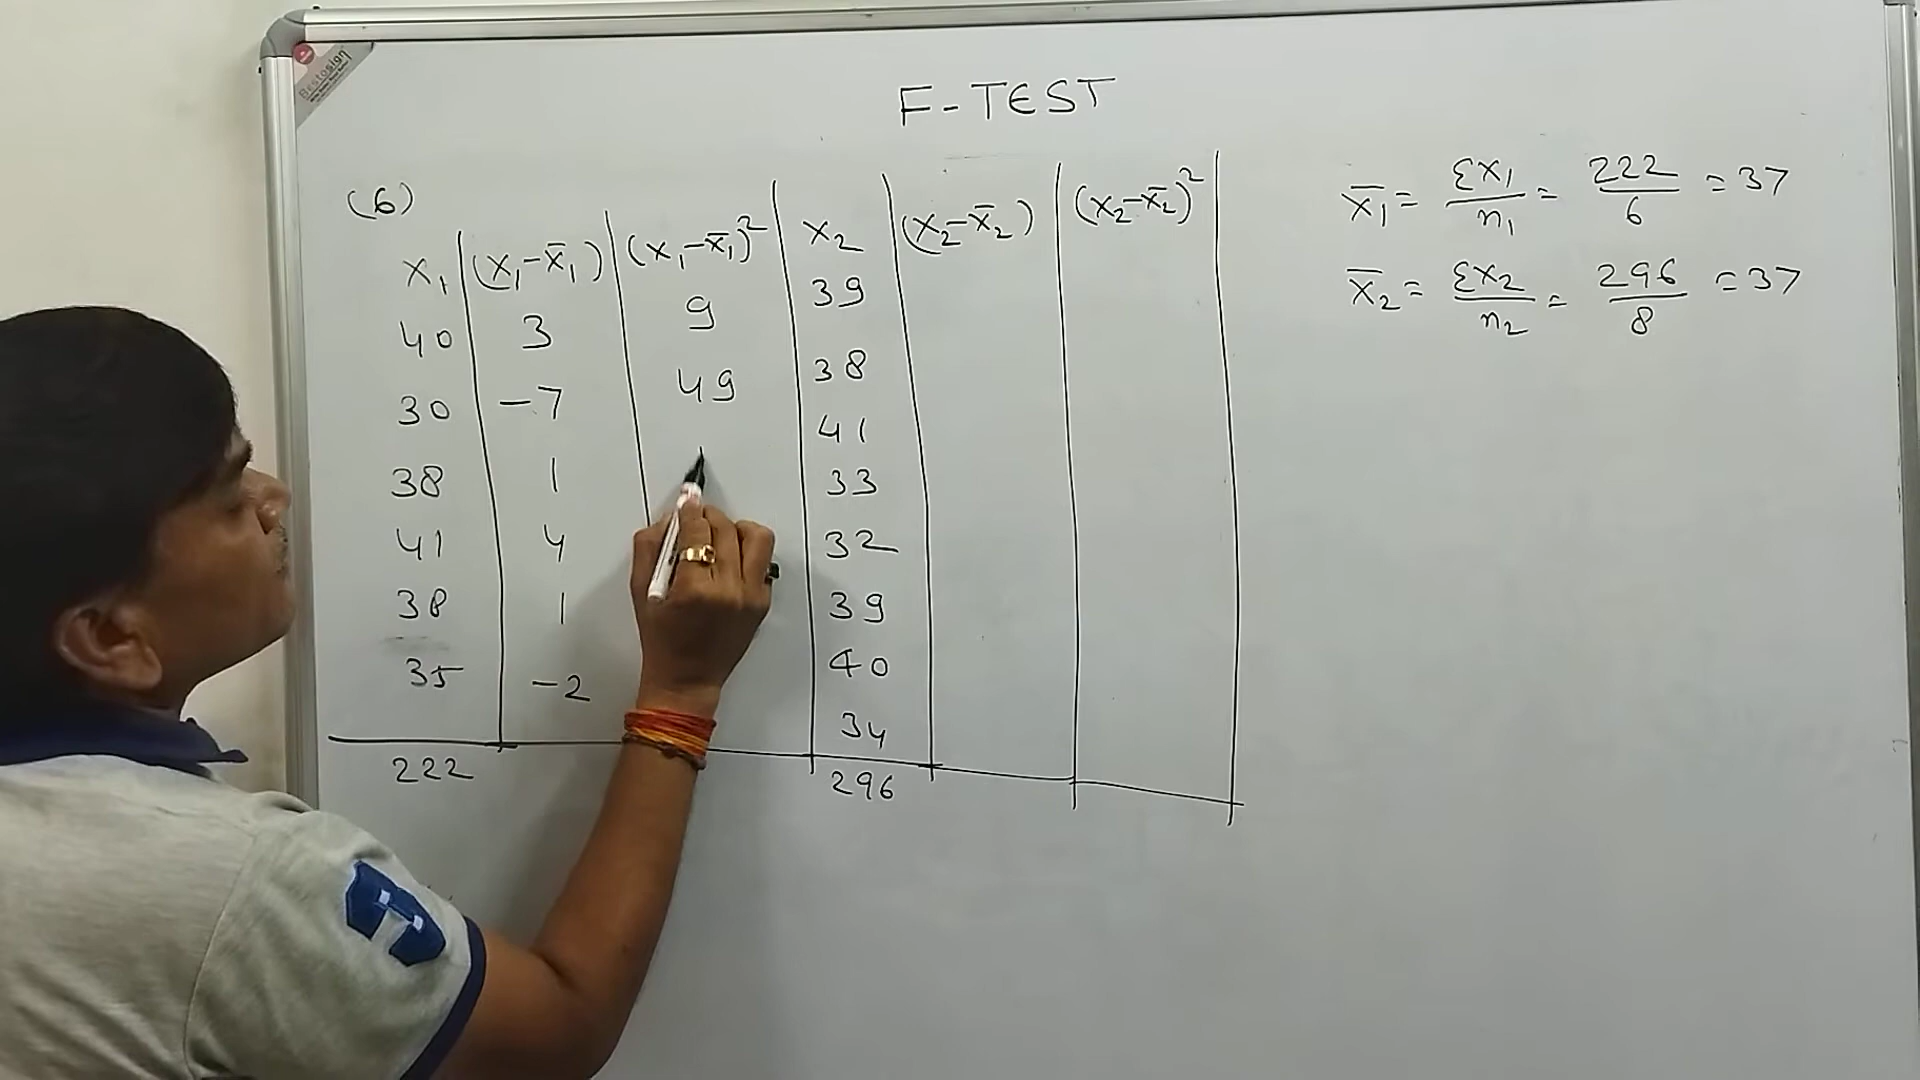 Bestosign
F-TEST
(6)
x₁ | (x₁-x̄₁) | (x₁-x̄₁)² | x₂ | (x₂-x̄₂) | (x₂-x̄₂)²
40 | 3 | 9 | 39
30 | -7 | 49 | 38
38 | 1 | | 41
41 | 4 | | 33
38 | 1 | | 32
35 | -2 | | 39
40
34
222 | | | 296
x̄₁ = Σx₁/n₁ = 222/6 = 37
x̄₂ = Σx₂/n₂ = 296/8 = 37